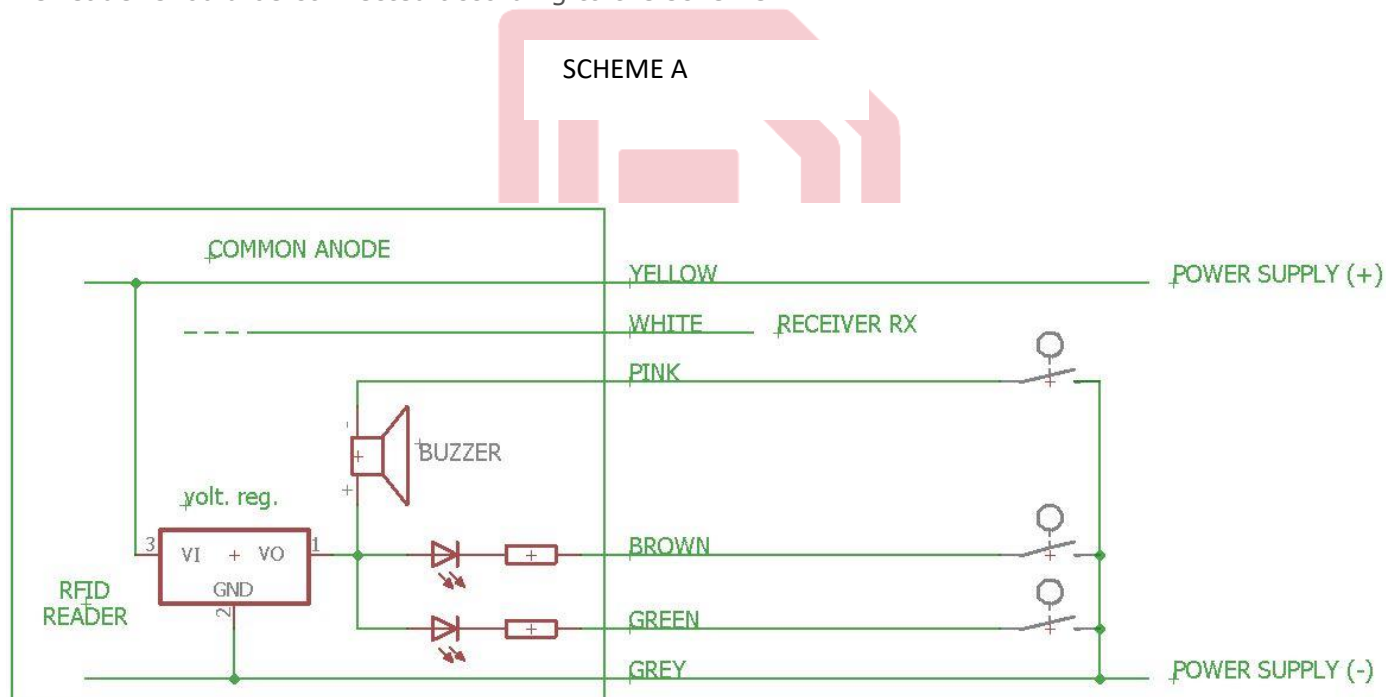 SCHEME A
COMMON ANODE
YELLOW
POWER SUPPLY (+)
WHITE
RECEIVER RX
PINK
-
BUZZER
+
volt. reg.
3
VI + VO
1
BROWN
GND
2
RFID
READER
GREEN
GREY
POWER SUPPLY (-)